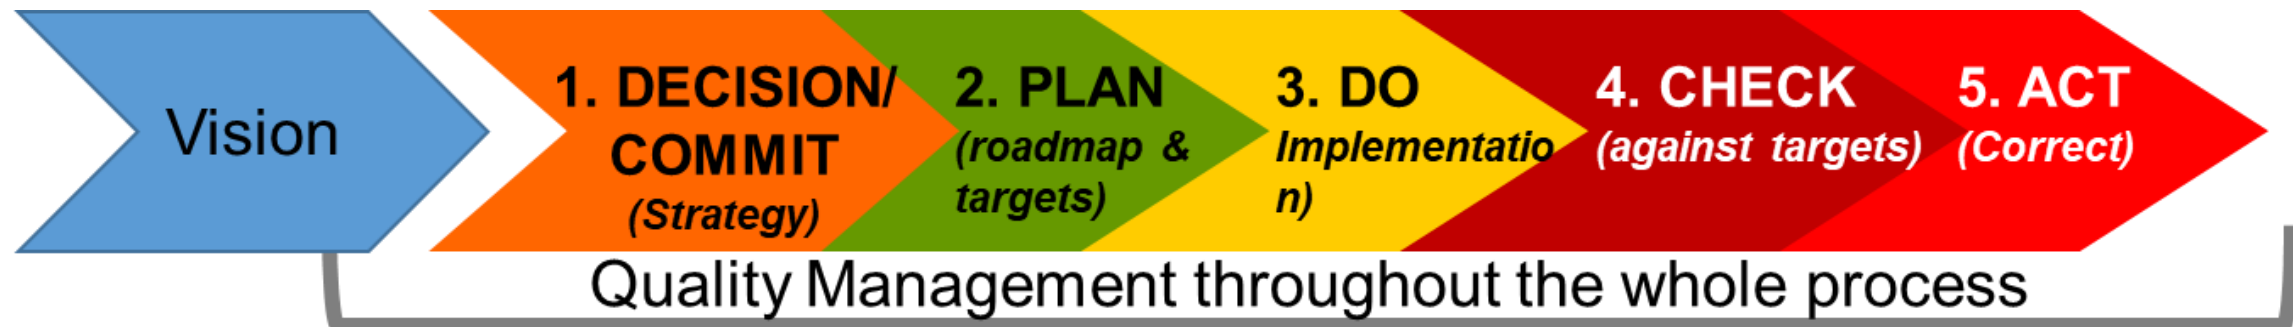 Vision
1. DECISION/
COMMIT
(Strategy)
2. PLAN
(roadmap &
targets)
3. DO
Implementatio
n)
4. CHECK
(against targets)
5. ACT
(Correct)
Quality Management throughout the whole process